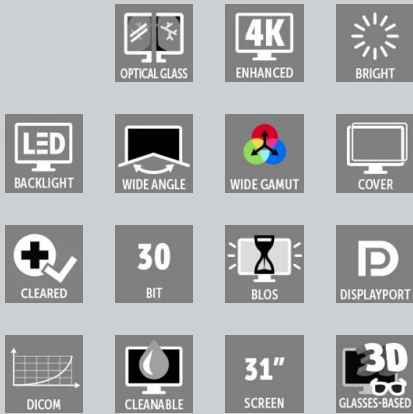 OPTICAL GLASS
4K
ENHANCED
BRIGHT
LED
BACKLIGHT
WIDE ANGLE
WIDE GAMUT
COVER
CLEARED
30
BIT
BLOS
DISPLAYPORT
DICOM
CLEANABLE
31"
SCREEN
3D
GLASSES-BASED